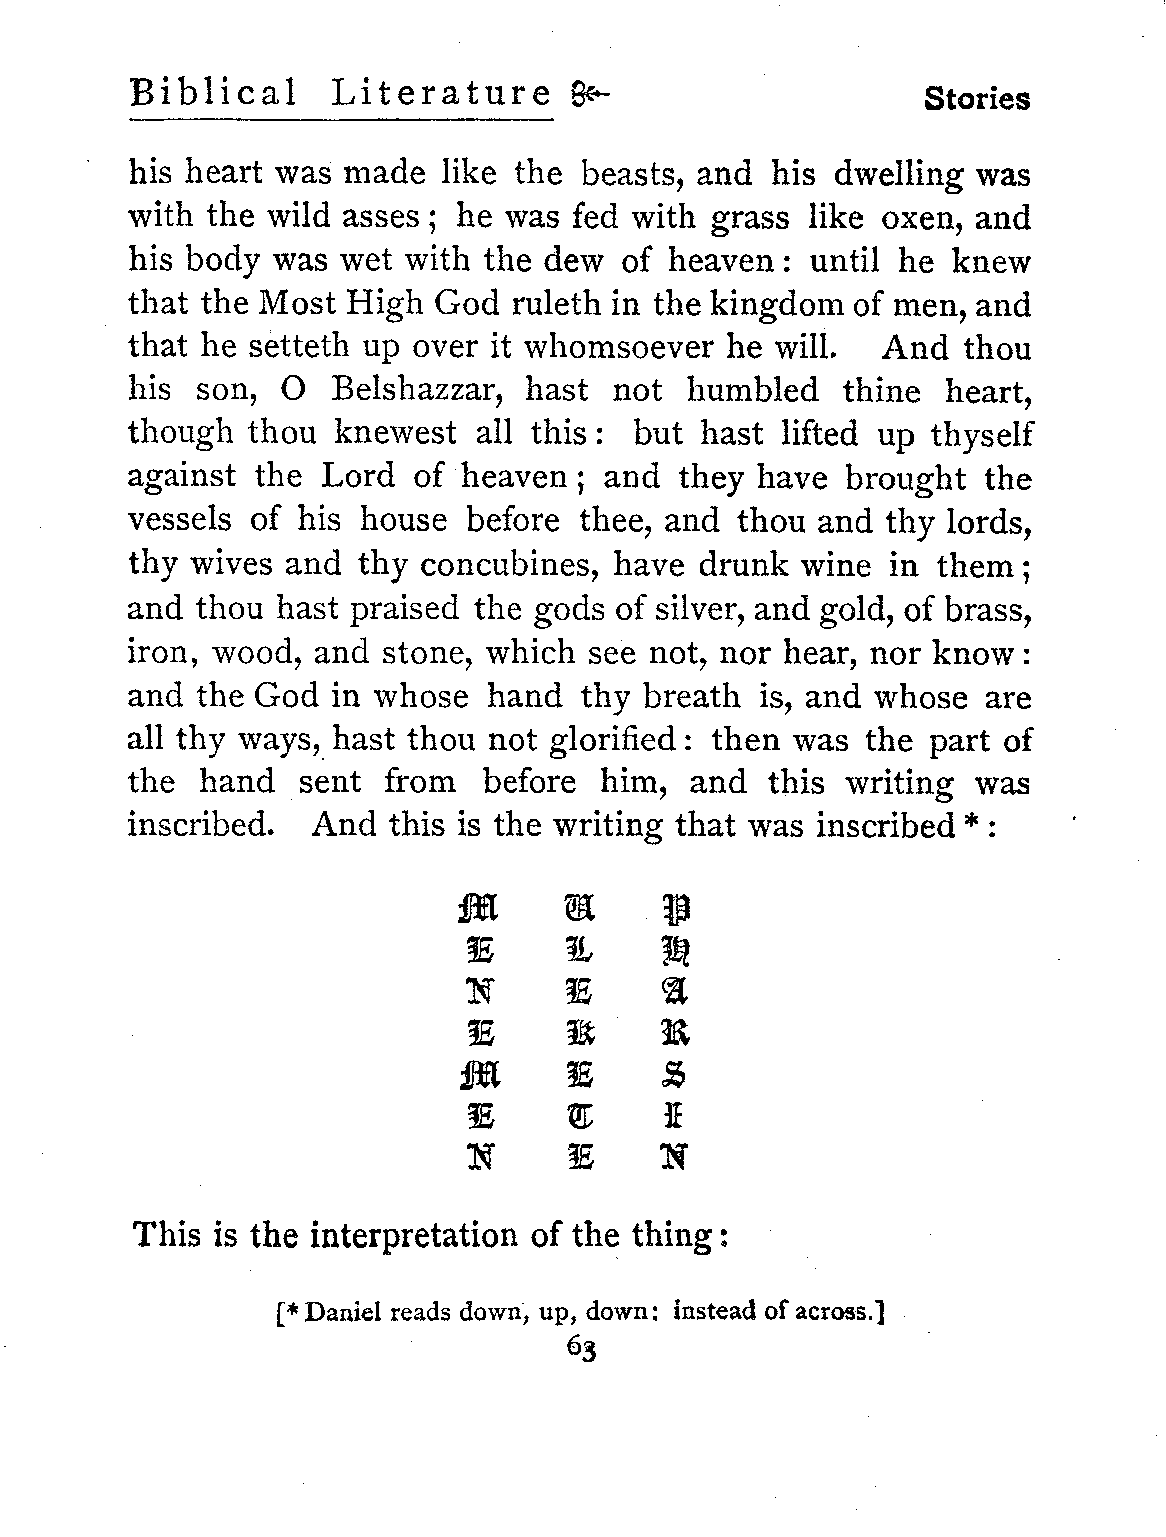 Biblical Literature Stories
his heart was made like the beasts, and his dwelling was
with the wild asses; he was fed with grass like oxen, and
his body was wet with the dew of heaven: until he knew
that the Most High God ruleth in the kingdom of men, and
that he setteth up over it whomsoever he will. And thou
his son, O Belshazzar, hast not humbled thine heart,
though thou knewest all this: but hast lifted up thyself
against the Lord of heaven; and they have brought the
vessels of his house before thee, and thou and thy lords,
thy wives and thy concubines, have drunk wine in them;
and thou hast praised the gods of silver, and gold, of brass,
iron, wood, and stone, which see not, nor hear, nor know:
and the God in whose hand thy breath is, and whose are
all thy ways, hast thou not glorified: then was the part of
the hand sent from before him, and this writing was
inscribed. And this is the writing that was inscribed *:
M U P
E L H
N E A
E K R
M E S
E T I
N E N
This is the interpretation of the thing:
[* Daniel reads down, up, down: instead of across.]
63